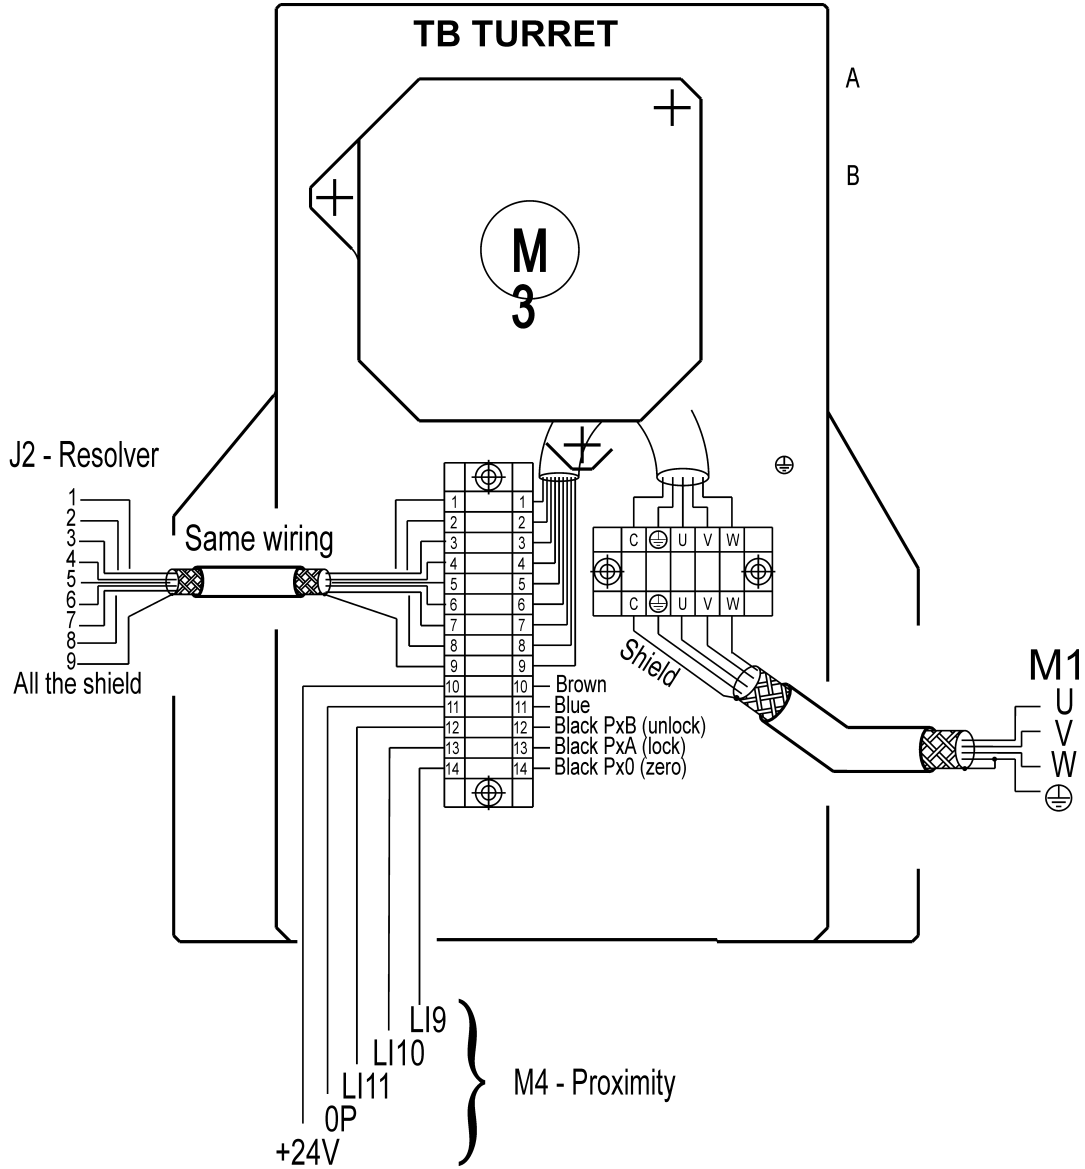 TB TURRET
A
B
M
3
J2 - Resolver
1
2
3
4
5
6
7
8
9
All the shield
Same wiring
1 1
2 2
3 3
4 4
5 5
6 6
7 7
8 8
9 9
10 10 Brown
11 11 Blue
12 12 Black PxB (unlock)
13 13 Black PxA (lock)
14 14 Black Px0 (zero)
C U V W
C U V W
Shield
M1
U
V
W
LI9
LI10
LI11
0P
+24V
M4 - Proximity